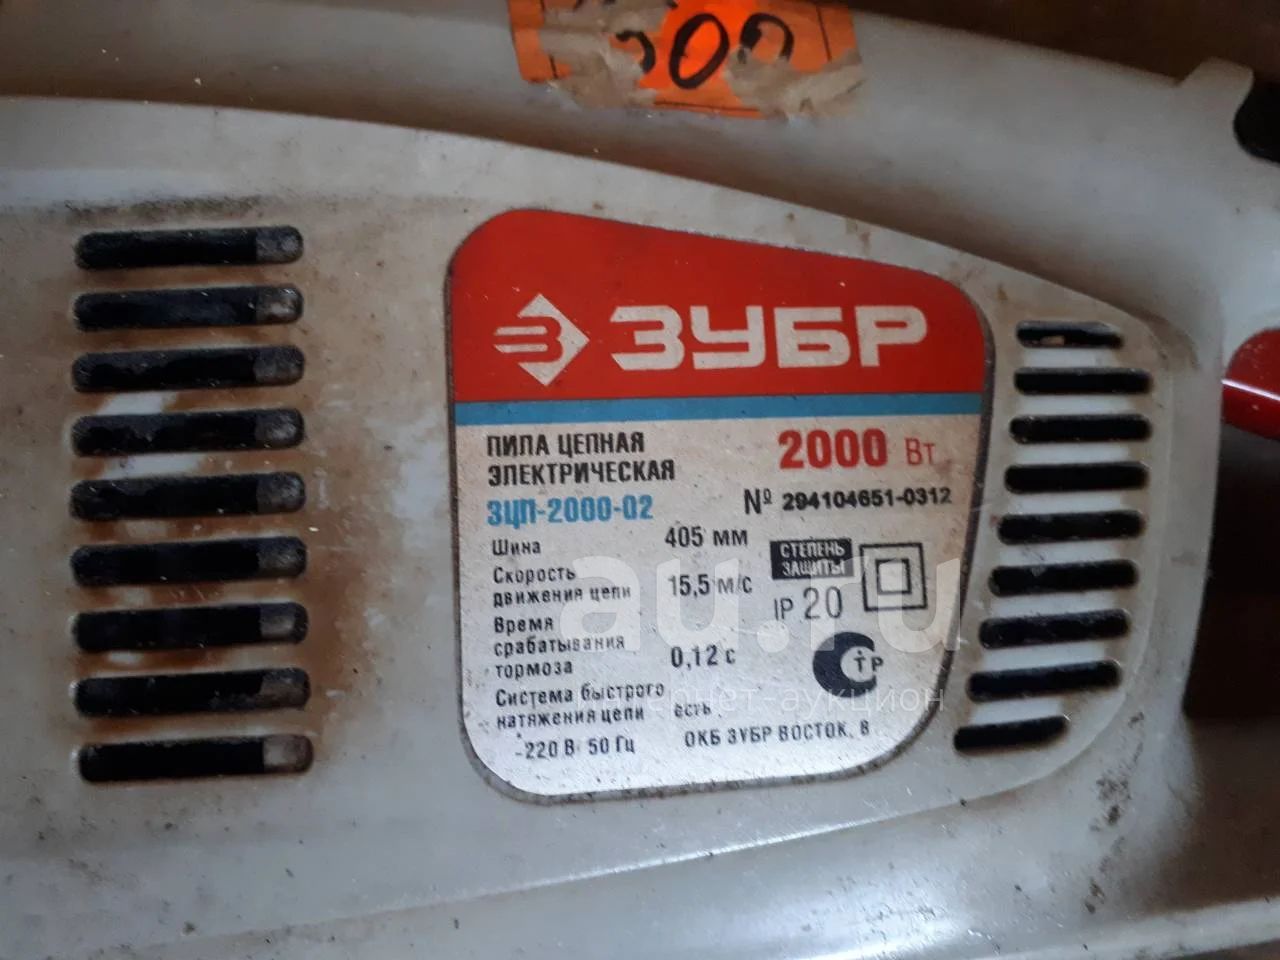 500
ЗУБР
ПИЛА ЦЕПНАЯ
ЭЛЕКТРИЧЕСКАЯ
2000 Вт
ЗЦП-2000-02
№ 294104651-0312
Шина 405 мм
СТЕПЕНЬ
ЗАЩИТЫ
IP 20
Скорость
движения цепи 15,5 м/с
Время
срабатывания
тормоза 0,12 с
СТР
Система быстрого
натяжения цепи есть
~220 В 50 Гц ОКБ ЗУБР ВОСТОК, В
au.ru
интернет-аукцион